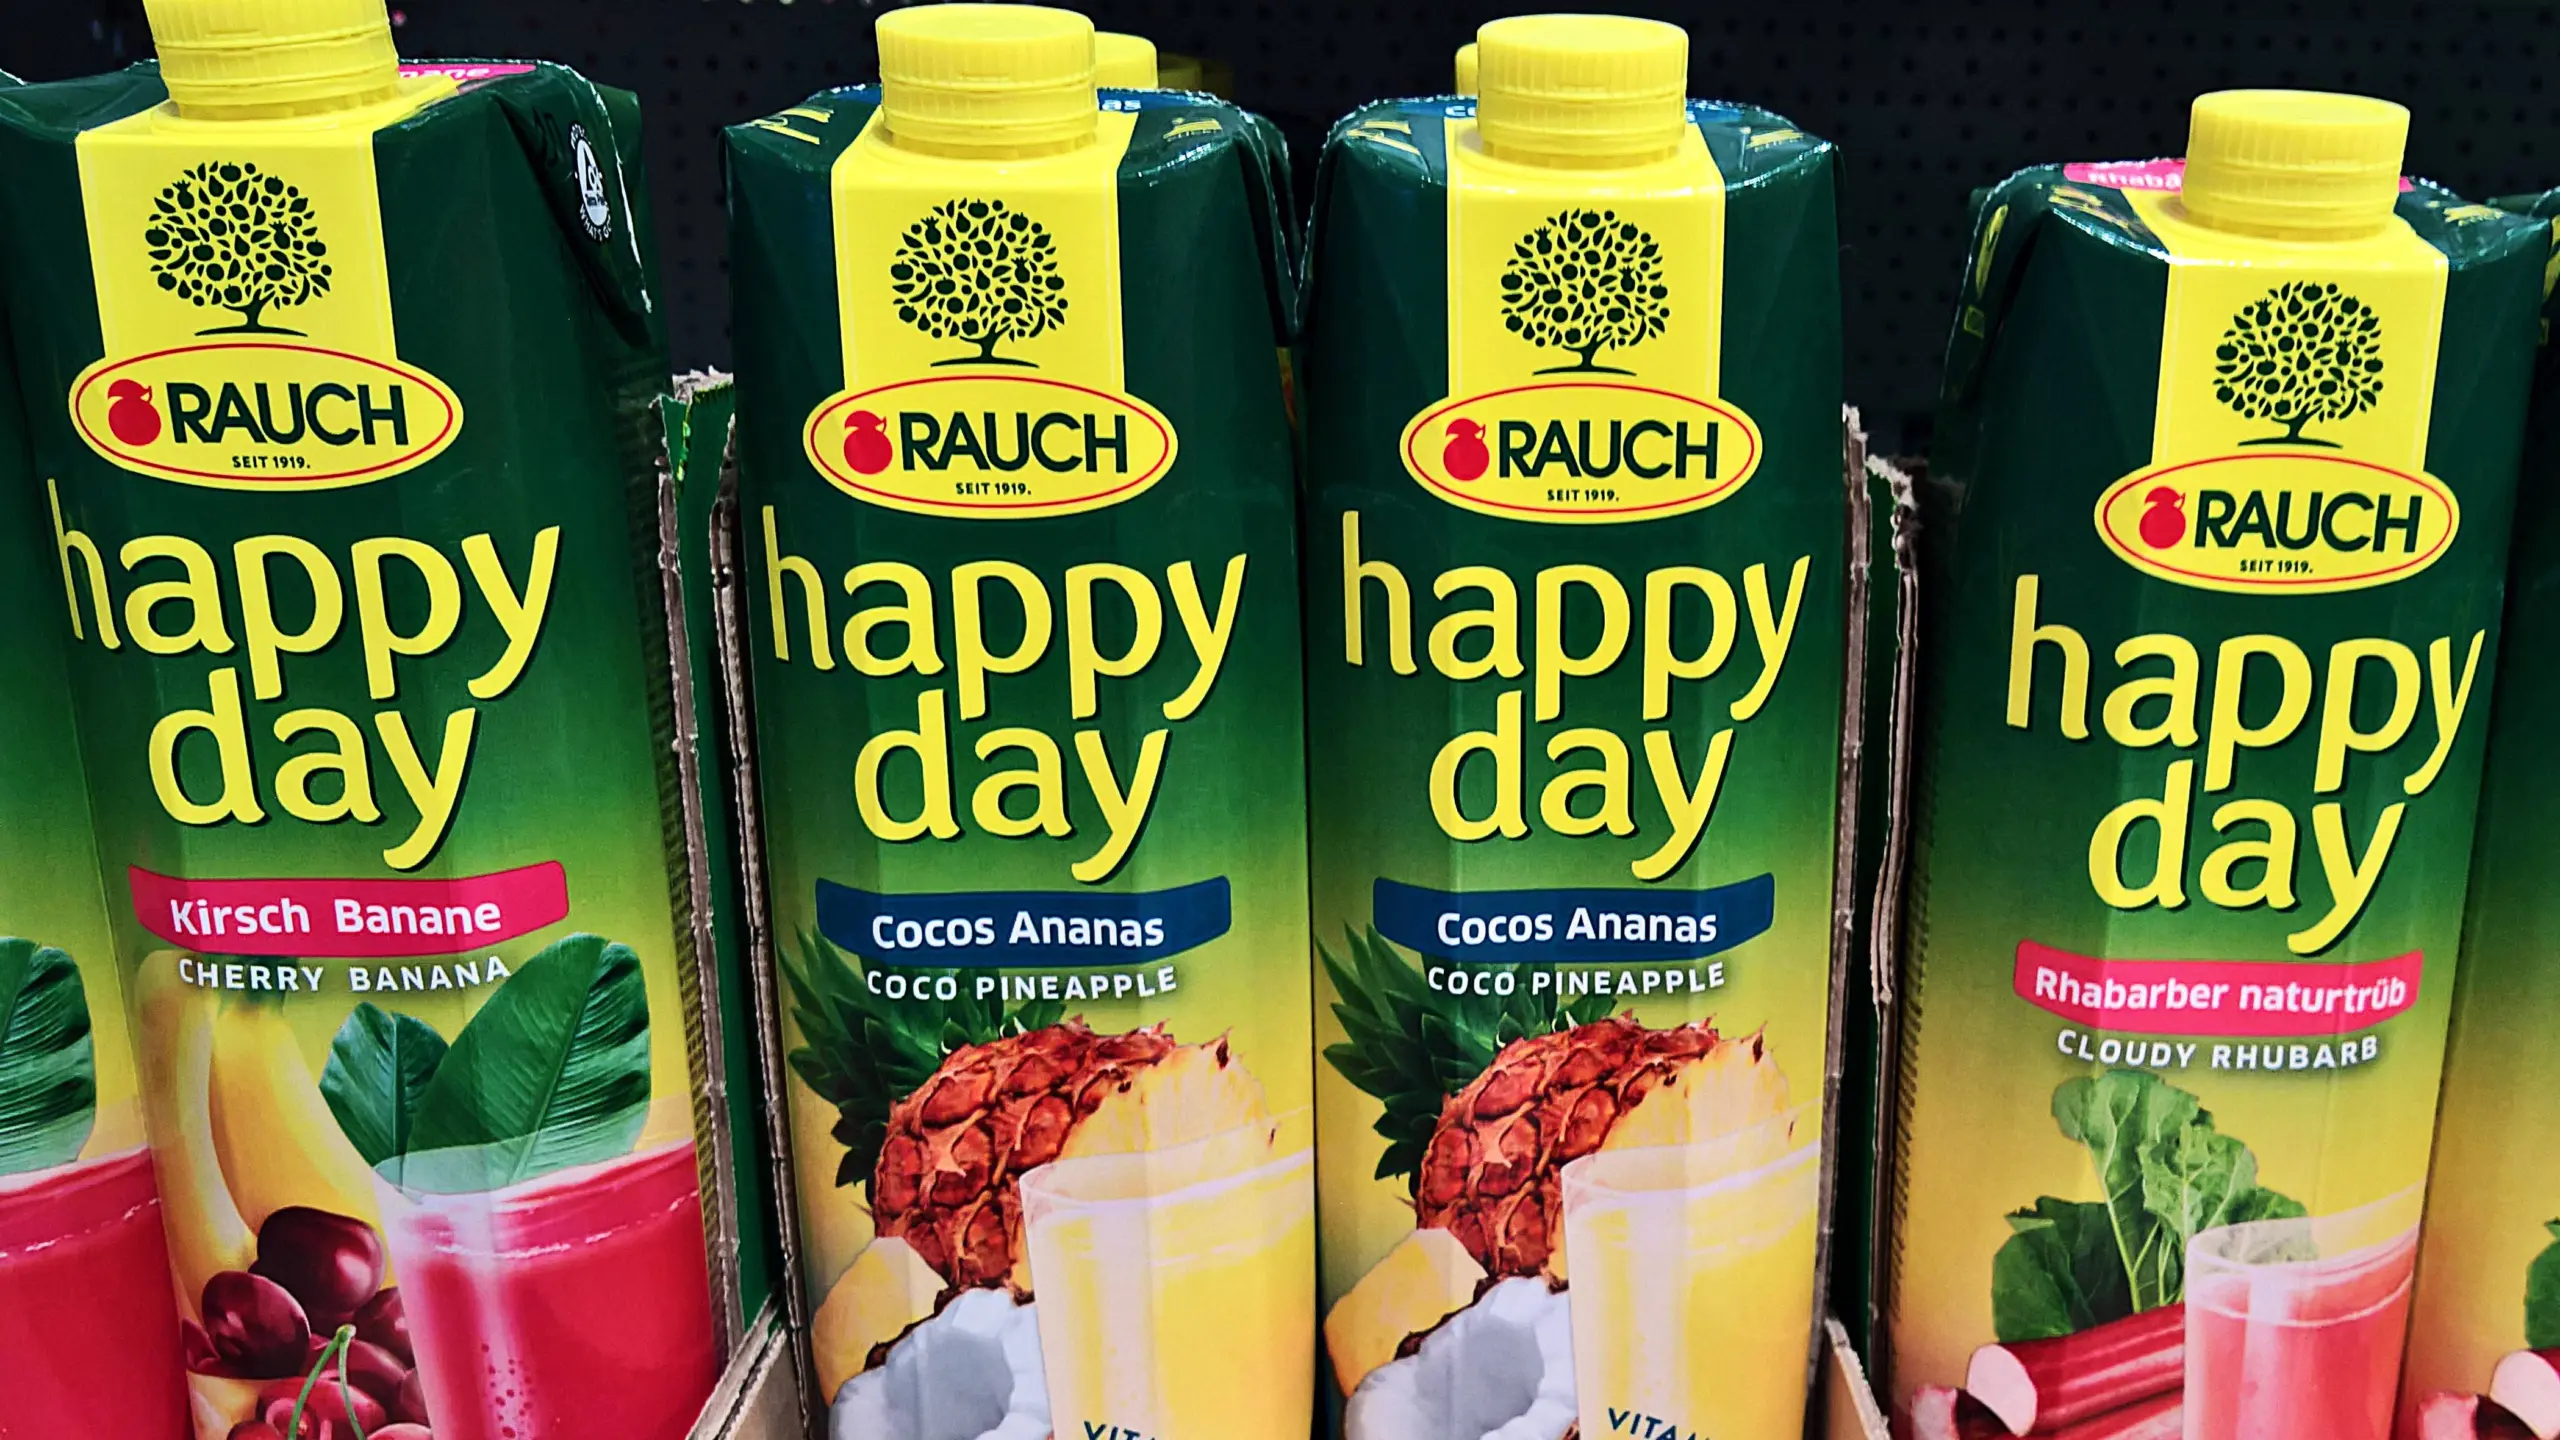 RAUCH
SEIT 1919.
happy
day
Kirsch Banane
CHERRY BANANA
RAUCH
SEIT 1919.
happy
day
Cocos Ananas
COCO PINEAPPLE
RAUCH
SEIT 1919.
happy
day
Cocos Ananas
COCO PINEAPPLE
RAUCH
SEIT 1919.
happy
day
Rhabarber naturtrüb
CLOUDY RHUBARB